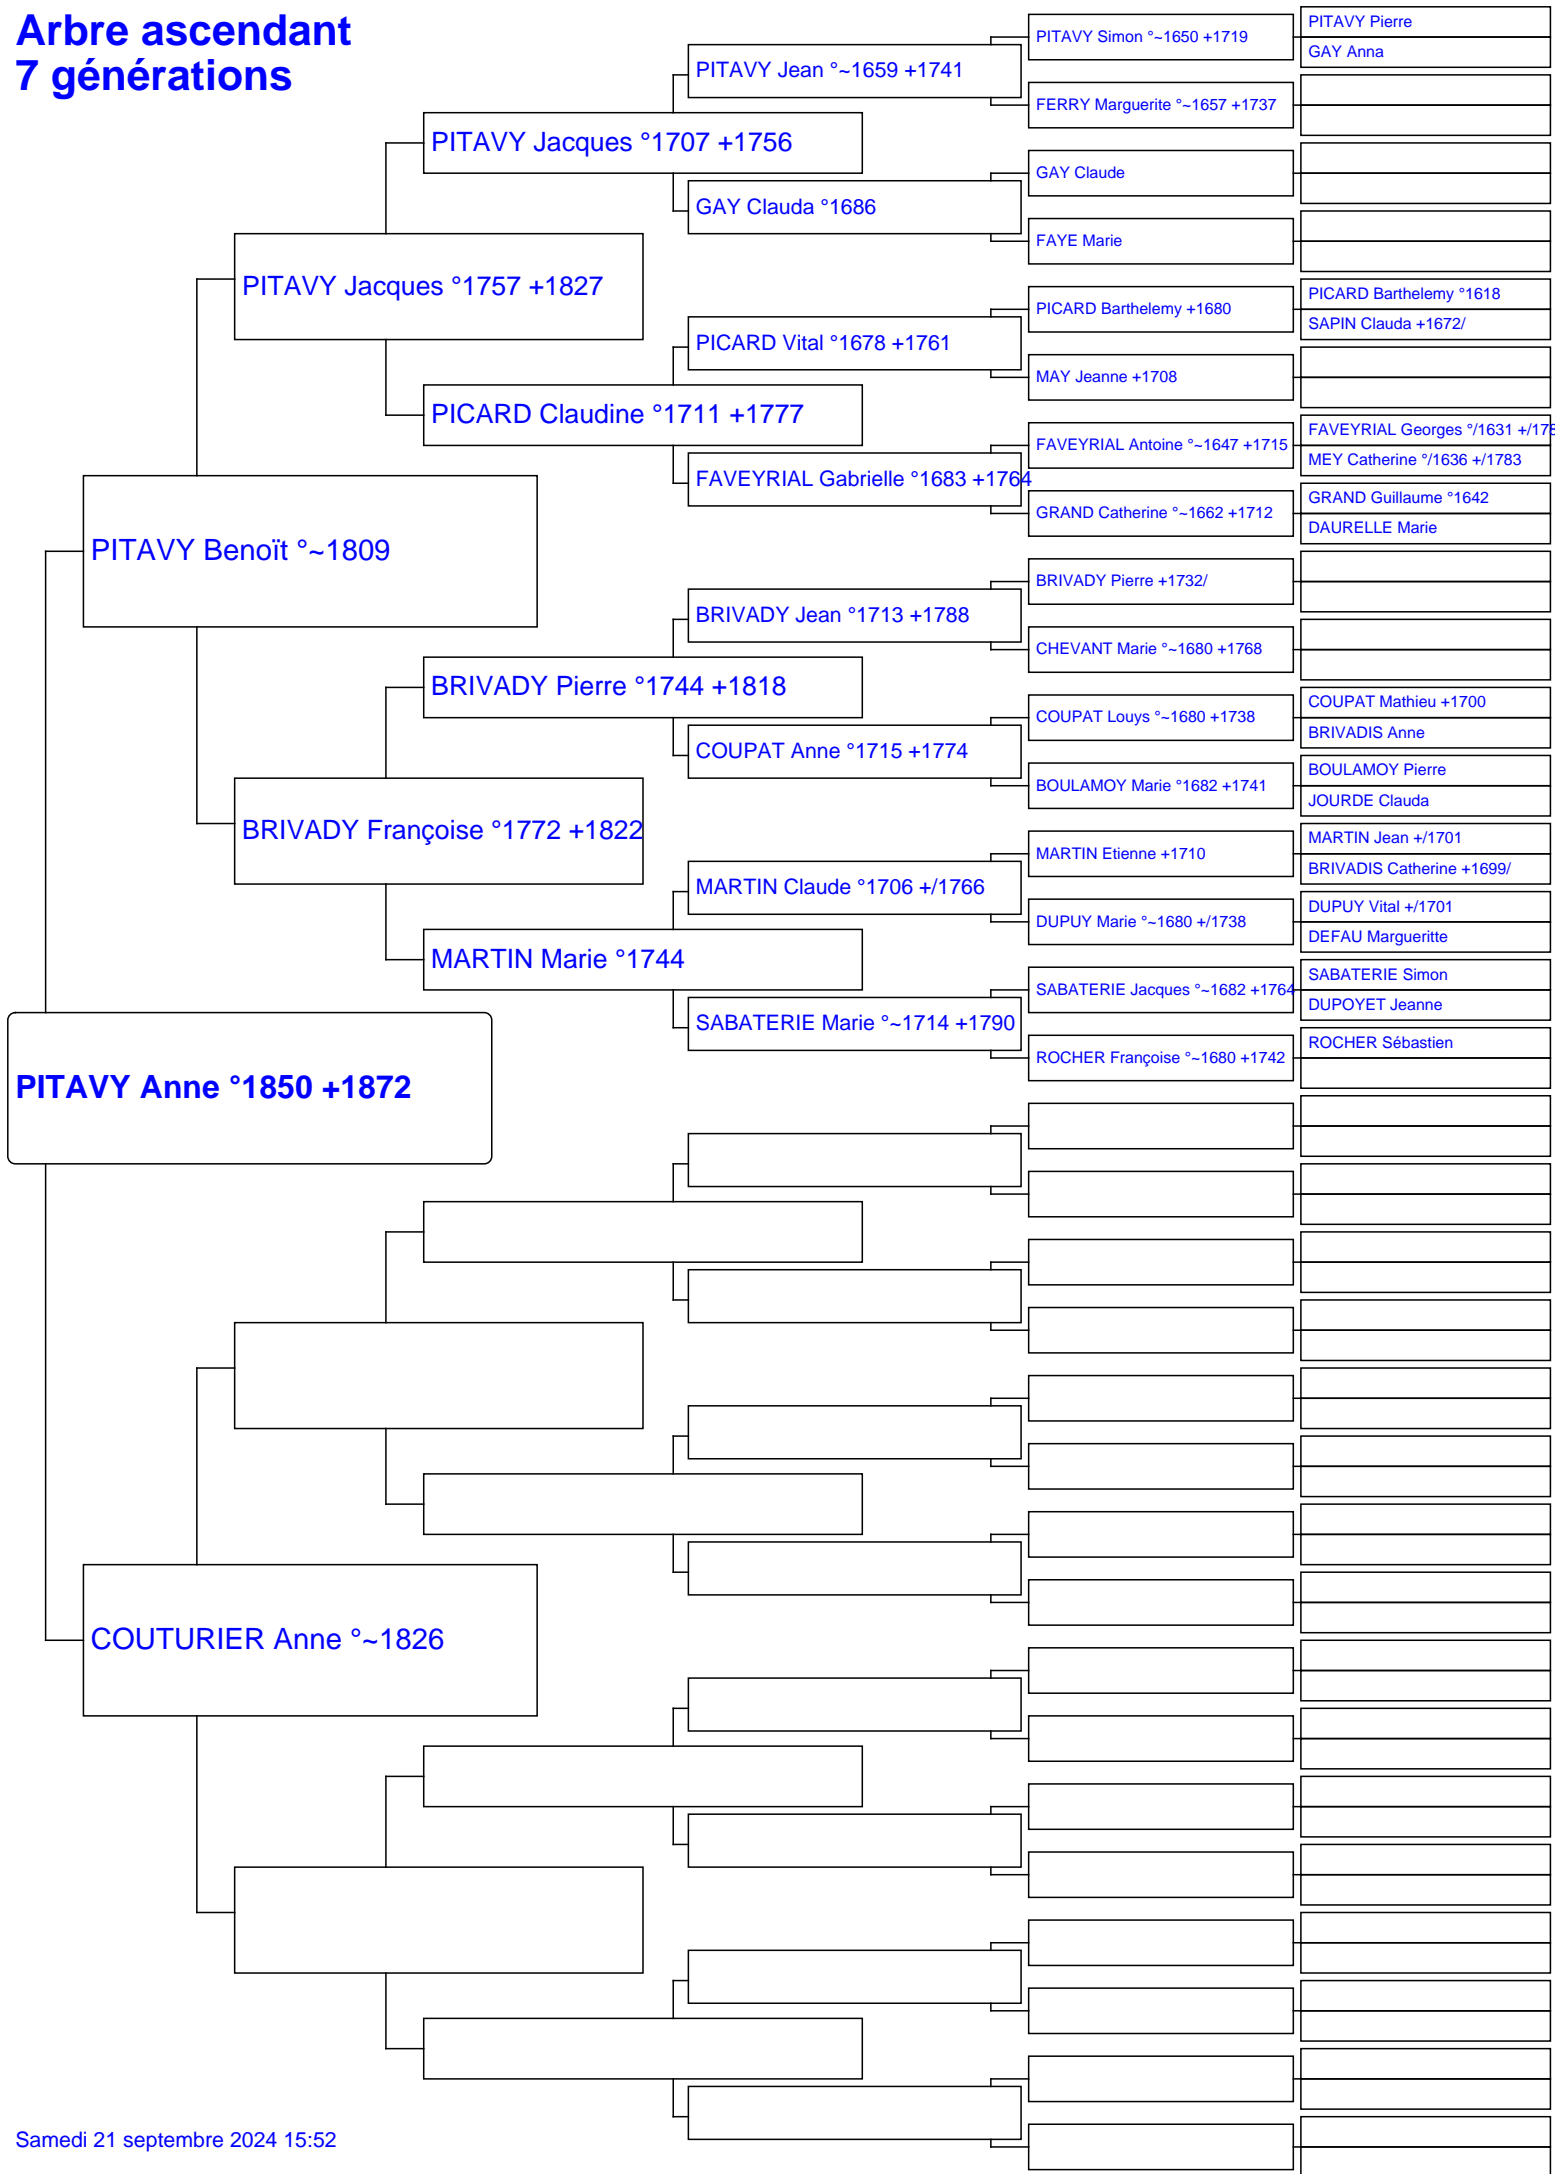 Arbre ascendant
7 générations
PITAVY Anne °1850 +1872
PITAVY Benoït °~1809
COUTURIER Anne °~1826
PITAVY Jacques °1757 +1827
BRIVADY Françoise °1772 +1822
PITAVY Jacques °1707 +1756
PICARD Claudine °1711 +1777
BRIVADY Pierre °1744 +1818
MARTIN Marie °1744
PITAVY Jean °~1659 +1741
GAY Clauda °1686
PICARD Vital °1678 +1761
FAVEYRIAL Gabrielle °1683 +1764
BRIVADY Jean °1713 +1788
COUPAT Anne °1715 +1774
MARTIN Claude °1706 +/1766
SABATERIE Marie °~1714 +1790
PITAVY Simon °~1650 +1719
FERRY Marguerite °~1657 +1737
GAY Claude
FAYE Marie
PICARD Barthelemy +1680
MAY Jeanne +1708
FAVEYRIAL Antoine °~1647 +1715
GRAND Catherine °~1662 +1712
BRIVADY Pierre +1732/
CHEVANT Marie °~1680 +1768
COUPAT Louys °~1680 +1738
BOULAMOY Marie °1682 +1741
MARTIN Etienne +1710
DUPUY Marie °~1680 +/1738
SABATERIE Jacques °~1682 +1764
ROCHER Françoise °~1680 +1742
PITAVY Pierre
GAY Anna
PICARD Barthelemy °1618
SAPIN Clauda +1672/
FAVEYRIAL Georges °/1631 +/178
MEY Catherine °/1636 +/1783
GRAND Guillaume °1642
DAURELLE Marie
COUPAT Mathieu +1700
BRIVADIS Anne
BOULAMOY Pierre
JOURDE Clauda
MARTIN Jean +/1701
BRIVADIS Catherine +1699/
DUPUY Vital +/1701
DEFAU Margueritte
SABATERIE Simon
DUPOYET Jeanne
ROCHER Sébastien
Samedi 21 septembre 2024 15:52